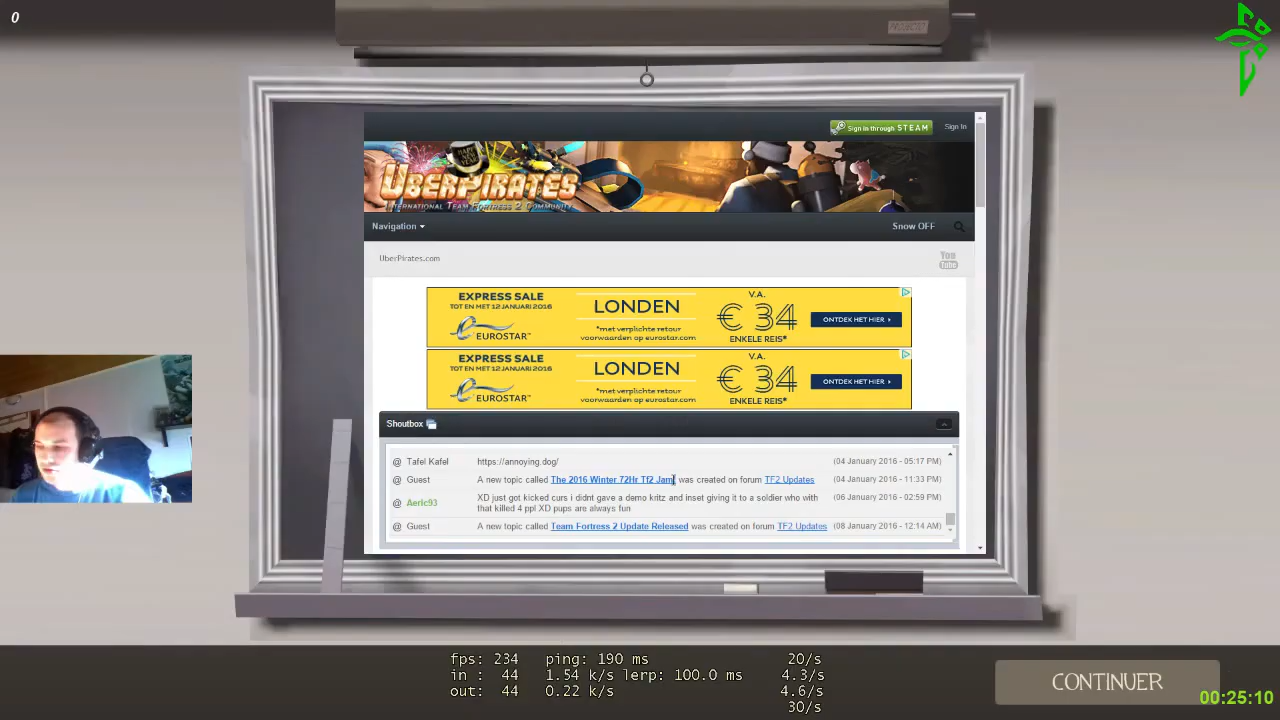 0
Sign in through STEAM
Sign In
HAPPY NEW YEAR
UBERPIRATES
INTERNATIONAL TEAM FORTRESS 2 COMMUNITY
Navigation
Snow OFF
UberPirates.com
You Tube
EXPRESS SALE
TOT EN MET 12 JANUARI 2016
EUROSTAR™
LONDEN
*met verplichte retour
voorwaarden op eurostar.com
V.A.
€ 34
ENKELE REIS*
ONTDEK HET HIER
EXPRESS SALE
TOT EN MET 12 JANUARI 2016
EUROSTAR™
LONDEN
*met verplichte retour
voorwaarden op eurostar.com
V.A.
€ 34
ENKELE REIS*
ONTDEK HET HIER
Shoutbox
@ Tafel Kafel https://annoying.dog/ (04 January 2016 - 05:17 PM)
@ Guest A new topic called The 2016 Winter 72Hr Tf2 Jam! was created on forum TF2 Updates (04 January 2016 - 11:33 PM)
@ Aeric93 XD just got kicked curs i didnt gave a demo kritz and inset giving it to a soldier who with (06 January 2016 - 02:59 PM)
that killed 4 ppl XD pups are always fun
@ Guest A new topic called Team Fortress 2 Update Released was created on forum TF2 Updates (08 January 2016 - 12:14 AM)
fps: 234 ping: 190 ms 20/s
in : 44 1.54 k/s lerp: 100.0 ms 4.3/s
out: 44 0.22 k/s 4.6/s
30/s
CONTINUER
00:25:10